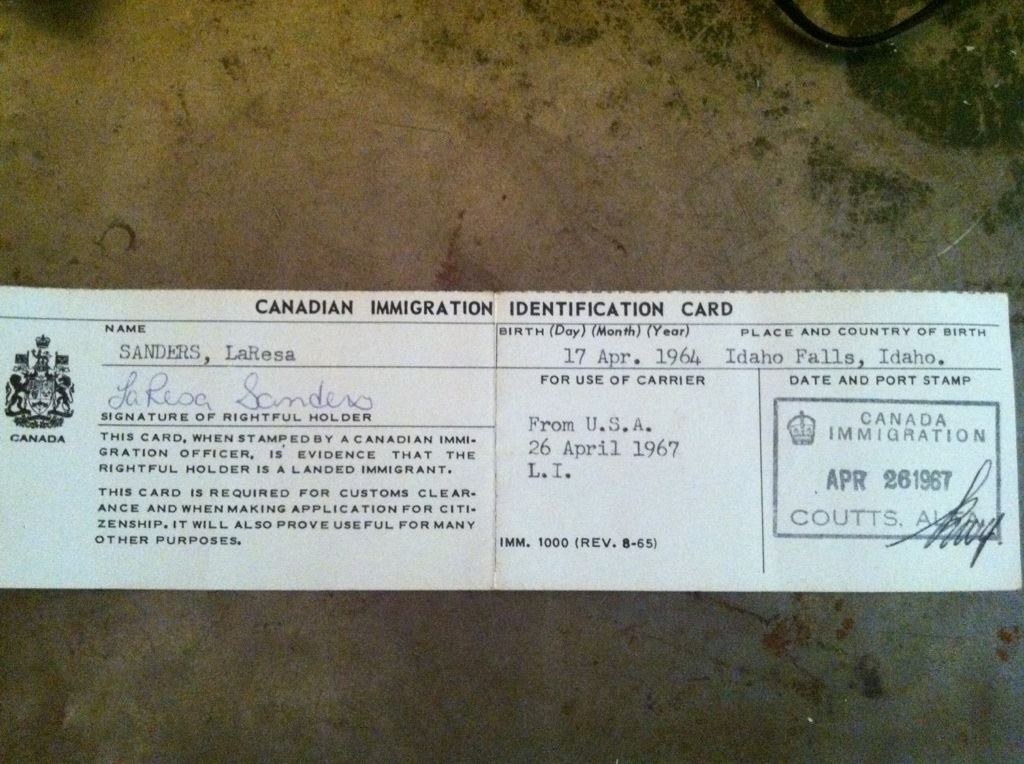 CANADIAN IMMIGRATION IDENTIFICATION CARD
CANADA
NAME
SANDERS, LaResa
LaResa Sanders
SIGNATURE OF RIGHTFUL HOLDER
THIS CARD, WHEN STAMPED BY A CANADIAN IMMI-
GRATION OFFICER, IS EVIDENCE THAT THE
RIGHTFUL HOLDER IS A LANDED IMMIGRANT.
THIS CARD IS REQUIRED FOR CUSTOMS CLEAR-
ANCE AND WHEN MAKING APPLICATION FOR CITI-
ZENSHIP. IT WILL ALSO PROVE USEFUL FOR MANY
OTHER PURPOSES.
BIRTH (Day) (Month) (Year) PLACE AND COUNTRY OF BIRTH
17 Apr. 1964 Idaho Falls, Idaho.
FOR USE OF CARRIER
From U.S.A.
26 April 1967
L.I.
IMM. 1000 (REV. 8-65)
DATE AND PORT STAMP
CANADA
IMMIGRATION
APR 26 1967
COUTTS,